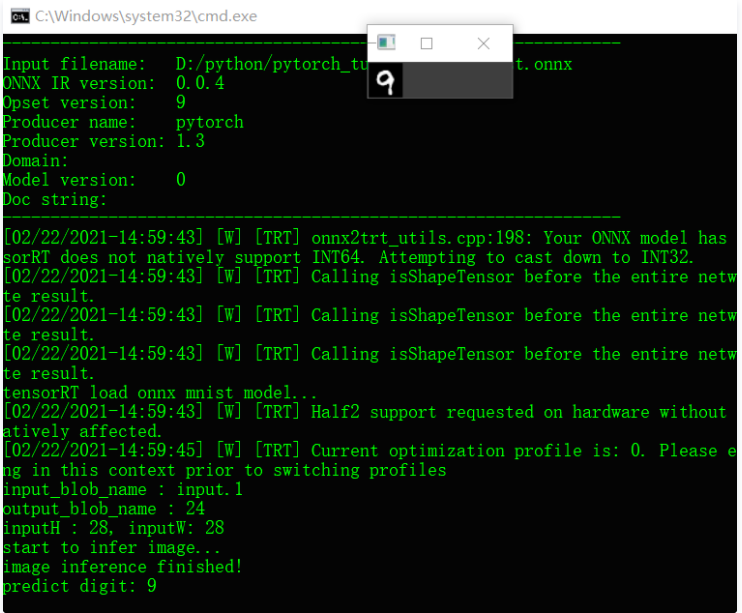 C:\Windows\system32\cmd.exe
Input filename: D:/python/pytorch_tu t.onnx
ONNX IR version: 0.0.4
Opset version: 9
Producer name: pytorch
Producer version: 1.3
Domain:
Model version: 0
Doc string:
[02/22/2021-14:59:43] [W] [TRT] onnx2trt_utils.cpp:198: Your ONNX model has
sorRT does not natively support INT64. Attempting to cast down to INT32.
[02/22/2021-14:59:43] [W] [TRT] Calling isShapeTensor before the entire netw
te result.
[02/22/2021-14:59:43] [W] [TRT] Calling isShapeTensor before the entire netw
te result.
[02/22/2021-14:59:43] [W] [TRT] Calling isShapeTensor before the entire netw
te result.
tensorRT load onnx mnist model...
[02/22/2021-14:59:43] [W] [TRT] Half2 support requested on hardware without
atively affected.
[02/22/2021-14:59:45] [W] [TRT] Current optimization profile is: 0. Please e
ng in this context prior to switching profiles
input_blob_name : input.1
output_blob_name : 24
inputH : 28, inputW: 28
start to infer image...
image inference finished!
predict digit: 9
9